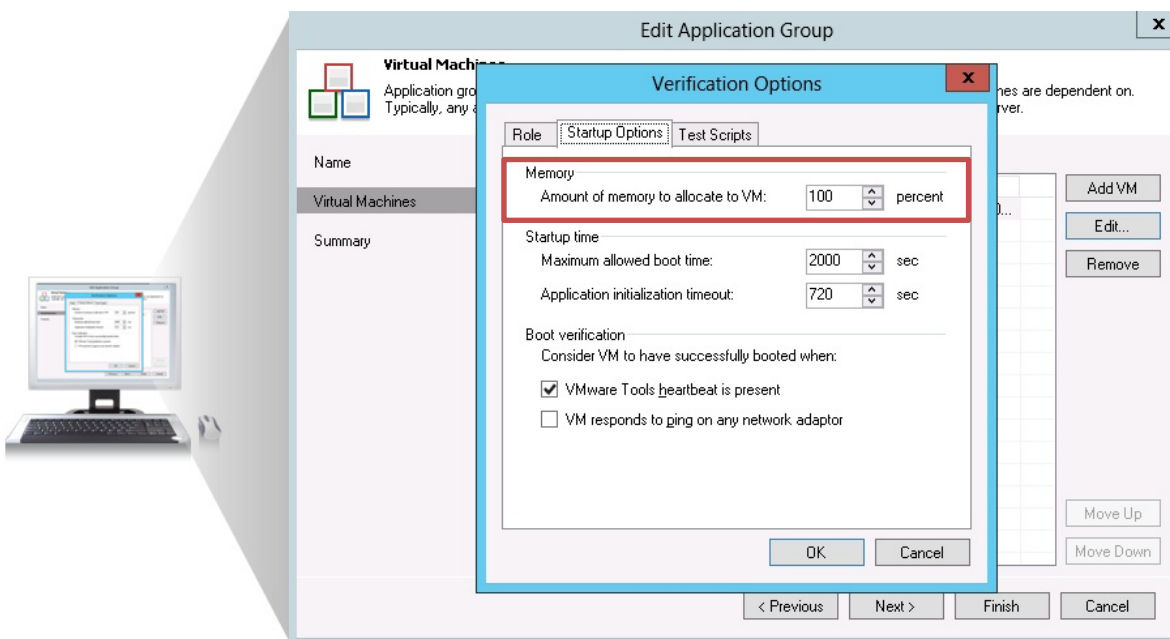 Edit Application Group
x
Virtual Machines
Application gro
nes are dependent on.
Typically, any a
rver.
Name
Virtual Machines
Summary
Verification Options
x
Role
Startup Options
Test Scripts
Memory
Amount of memory to allocate to VM: 100 percent
Startup time
Maximum allowed boot time: 2000 sec
Application initialization timeout: 720 sec
Boot verification
Consider VM to have successfully booted when:
VMware Tools heartbeat is present
VM responds to ping on any network adaptor
OK
Cancel
Add VM
Edit...
Remove
Move Up
Move Down
< Previous
Next >
Finish
Cancel